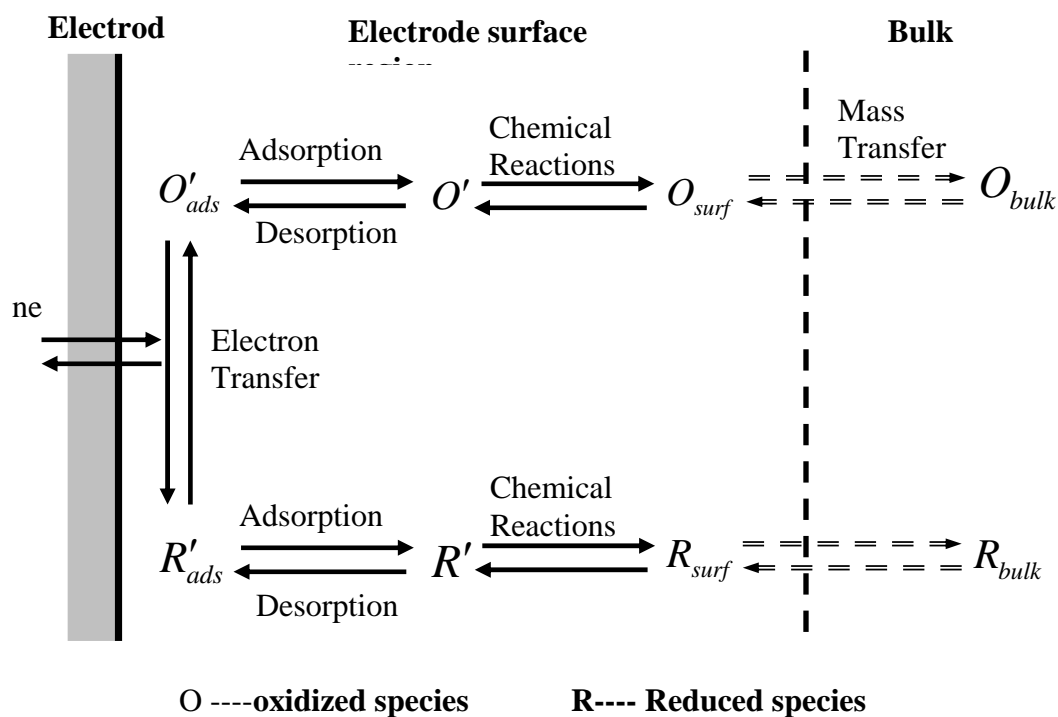 Electrod
Electrode surface
region
Bulk
Mass
Transfer
Chemical
Reactions
Adsorption
O′ads
O′
Osurf
Obulk
Desorption
ne
Electron
Transfer
Chemical
Reactions
Adsorption
R′ads
R′
Rsurf
Rbulk
Desorption
O ----oxidized species R---- Reduced species